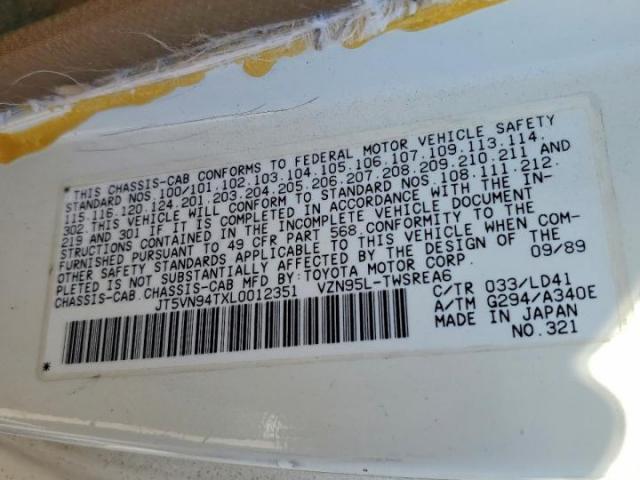 * THIS CHASSIS-CAB CONFORMS TO FEDERAL MOTOR VEHICLE SAFETY
STANDARD NOS.100/101.102.103.104.105.106.107.109.113.114.
115.116.120.124.201.203.204.205.206.207.208.209.210.211 AND
302.THIS VEHICLE WILL CONFORM TO STANDARD NOS.108.111.212.
219 AND 301 IF IT IS COMPLETED IN ACCORDANCE WITH THE IN-
STRUCTIONS CONTAINED IN THE INCOMPLETE VEHICLE DOCUMENT
FURNISHED PURSUANT TO 49 CFR PART 568.CONFORMITY TO THE
OTHER SAFETY STANDARDS APPLICABLE TO THIS VEHICLE WHEN COM-
PLETED IS NOT SUBSTANTIALLY AFFECTED BY THE DESIGN OF THE
CHASSIS-CAB.CHASSIS-CAB MFD BY:TOYOTA MOTOR CORP. 09/89
JT5VN94TXL0012351 VZN95L-TWSREA6
C/TR 033/LD41
A/TM G294/A340E
MADE IN JAPAN
* NO.321